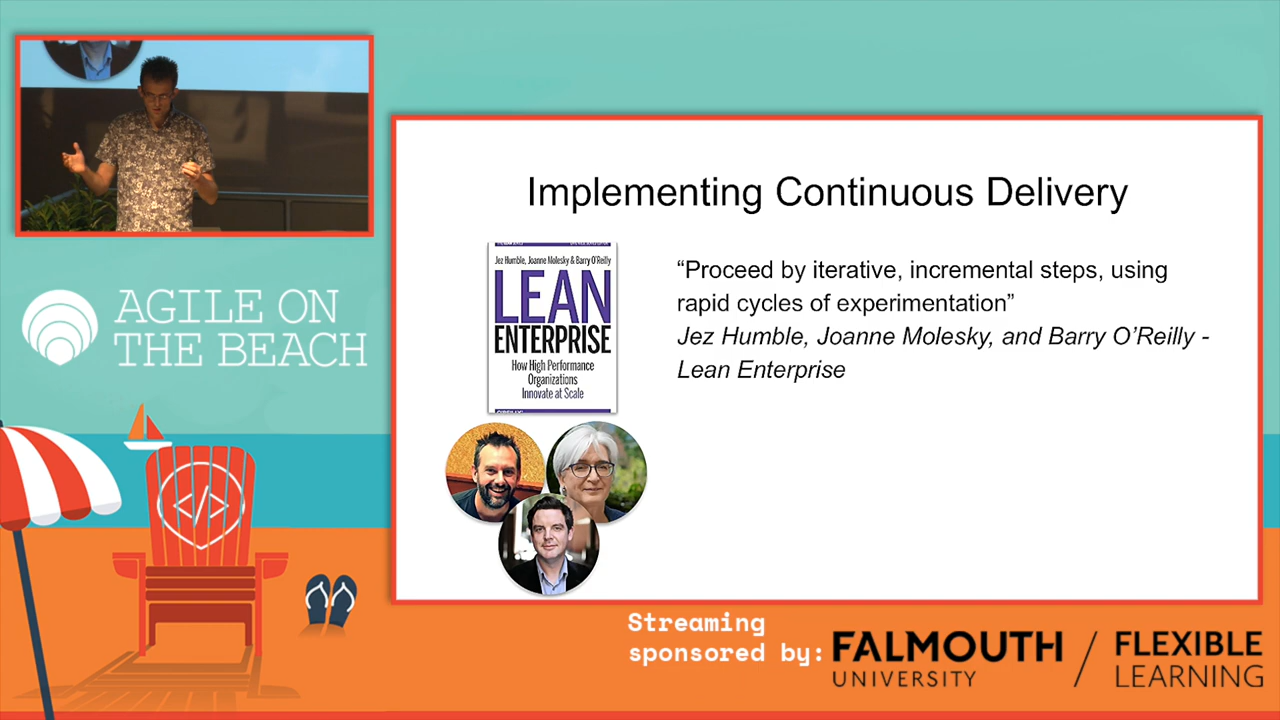 AGILE ON
THE BEACH
</>
Implementing Continuous Delivery
Jez Humble, Joanne Molesky & Barry O'Reilly
LEAN
ENTERPRISE
How High Performance
Organizations
Innovate at Scale
“Proceed by iterative, incremental steps, using
rapid cycles of experimentation”
Jez Humble, Joanne Molesky, and Barry O’Reilly -
Lean Enterprise
Streaming
sponsored by:
FALMOUTH
UNIVERSITY
FLEXIBLE
LEARNING